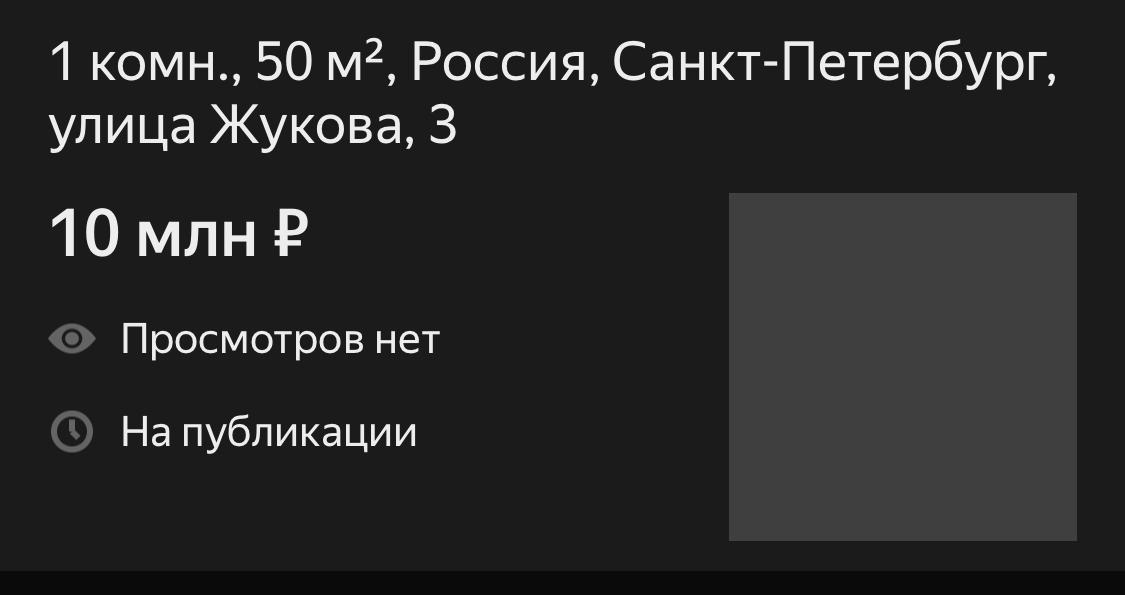 1 комн., 50 м², Россия, Санкт-Петербург,
улица Жукова, 3
10 млн ₽
Просмотров нет
На публикации